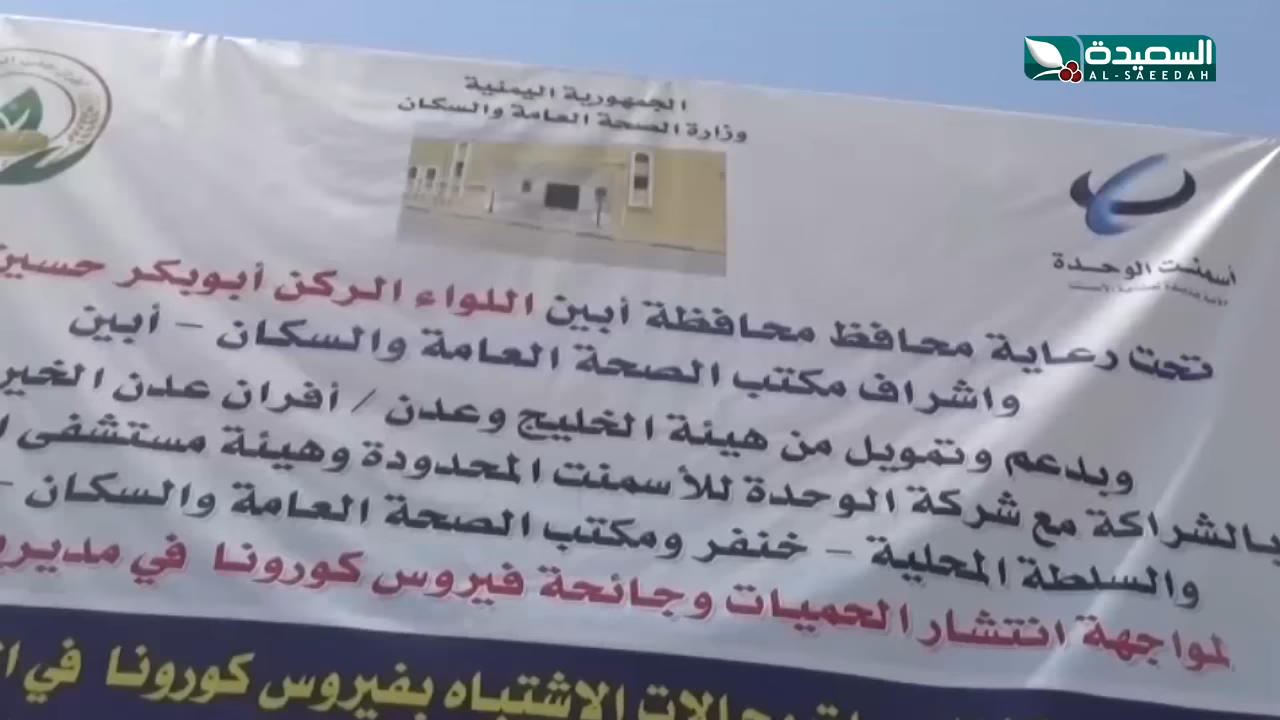 السعيدة
AL-SAEEDAH
الجمهورية اليمنية
وزارة الصحة العامة والسكان
أسمنت الوحدة
تحت رعاية محافظ محافظة أبين اللواء الركن أبوبكر حسين
واشراف مكتب الصحة العامة والسكان - أبين
وبدعم وتمويل من هيئة الخليج وعدن / أفران عدن
بالشراكة مع شركة الوحدة للأسمنت المحدودة وهيئة مستشفى
والسلطة المحلية - خنفر ومكتب الصحة العامة والسكان -
لمواجهة انتشار الحميات وجائحة فيروس كورونا في
الاشتباه بفيروس كورونا في